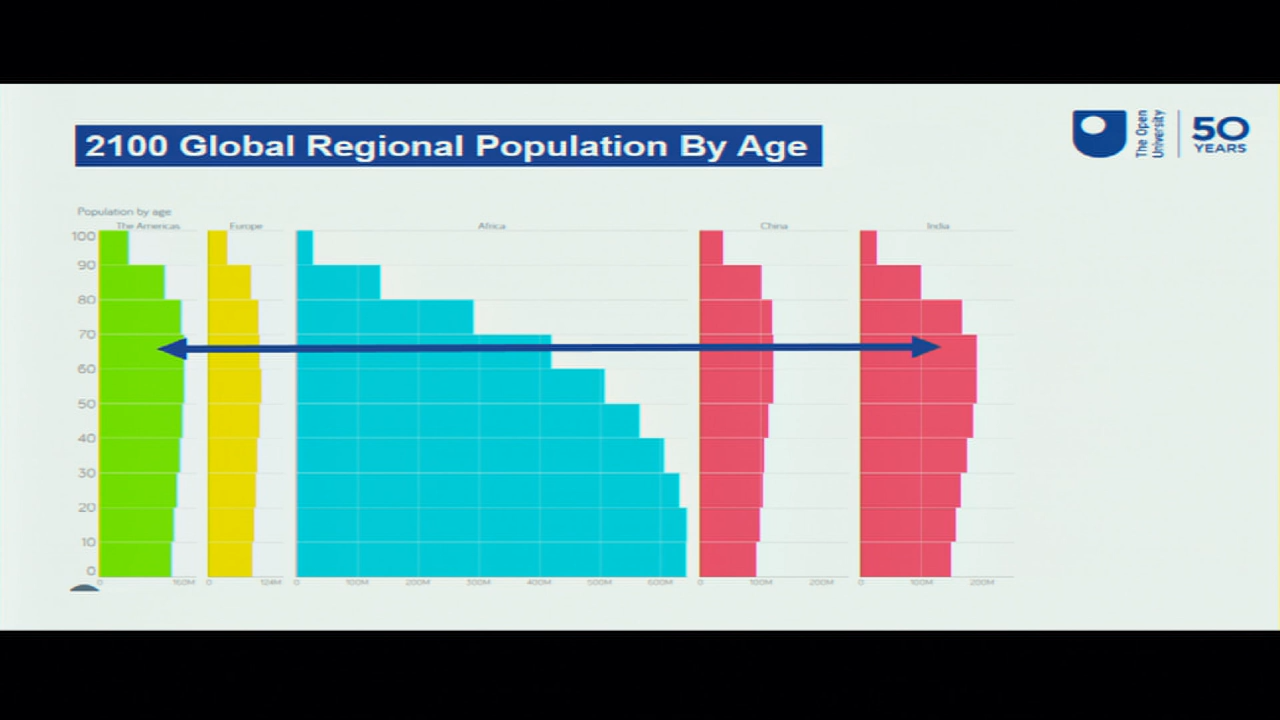 2100 Global Regional Population By Age
The Open
University
50
YEARS
Population by age
The Americas
Europe
Africa
China
India
100
90
80
70
60
50
40
30
20
10
0
0 160M
0 124M
0 100M 200M 300M 400M 500M 600M
0 100M 200M
0 100M 200M